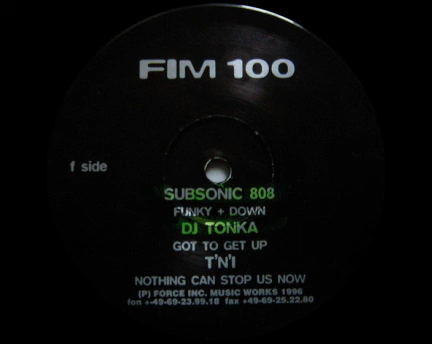 FIM 100
f side
SUBSONIC 808
FUNKY + DOWN
DJ TONKA
GOT TO GET UP
T'N'I
NOTHING CAN STOP US NOW
(P) FORCE INC. MUSIC WORKS 1996
fon +-49-69-23.99.18 fax +49-69-25.22.80